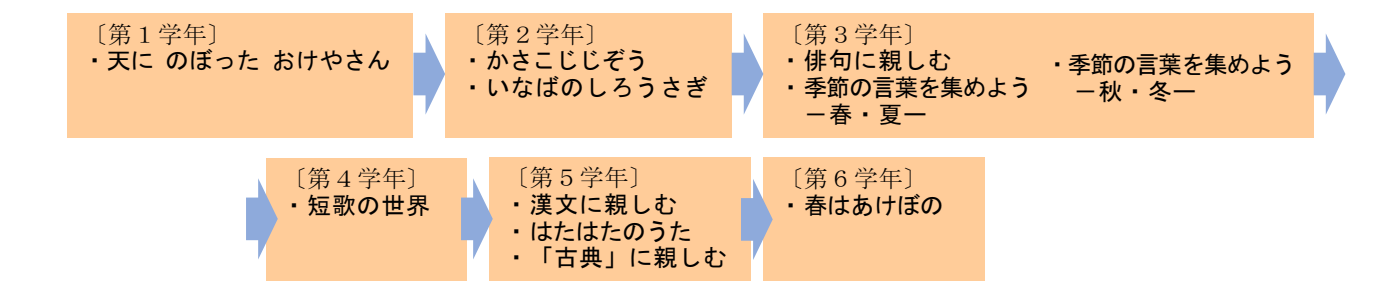 〔第１学年〕
・天に のぼった おけやさん
〔第２学年〕
・かさこじぞう
・いなばのしろうさぎ
〔第３学年〕
・俳句に親しむ
・季節の言葉を集めよう
－春・夏ー
・季節の言葉を集めよう
－秋・冬ー
〔第４学年〕
・短歌の世界
〔第５学年〕
・漢文に親しむ
・はたはたのうた
・「古典」に親しむ
〔第６学年〕
・春はあけぼの